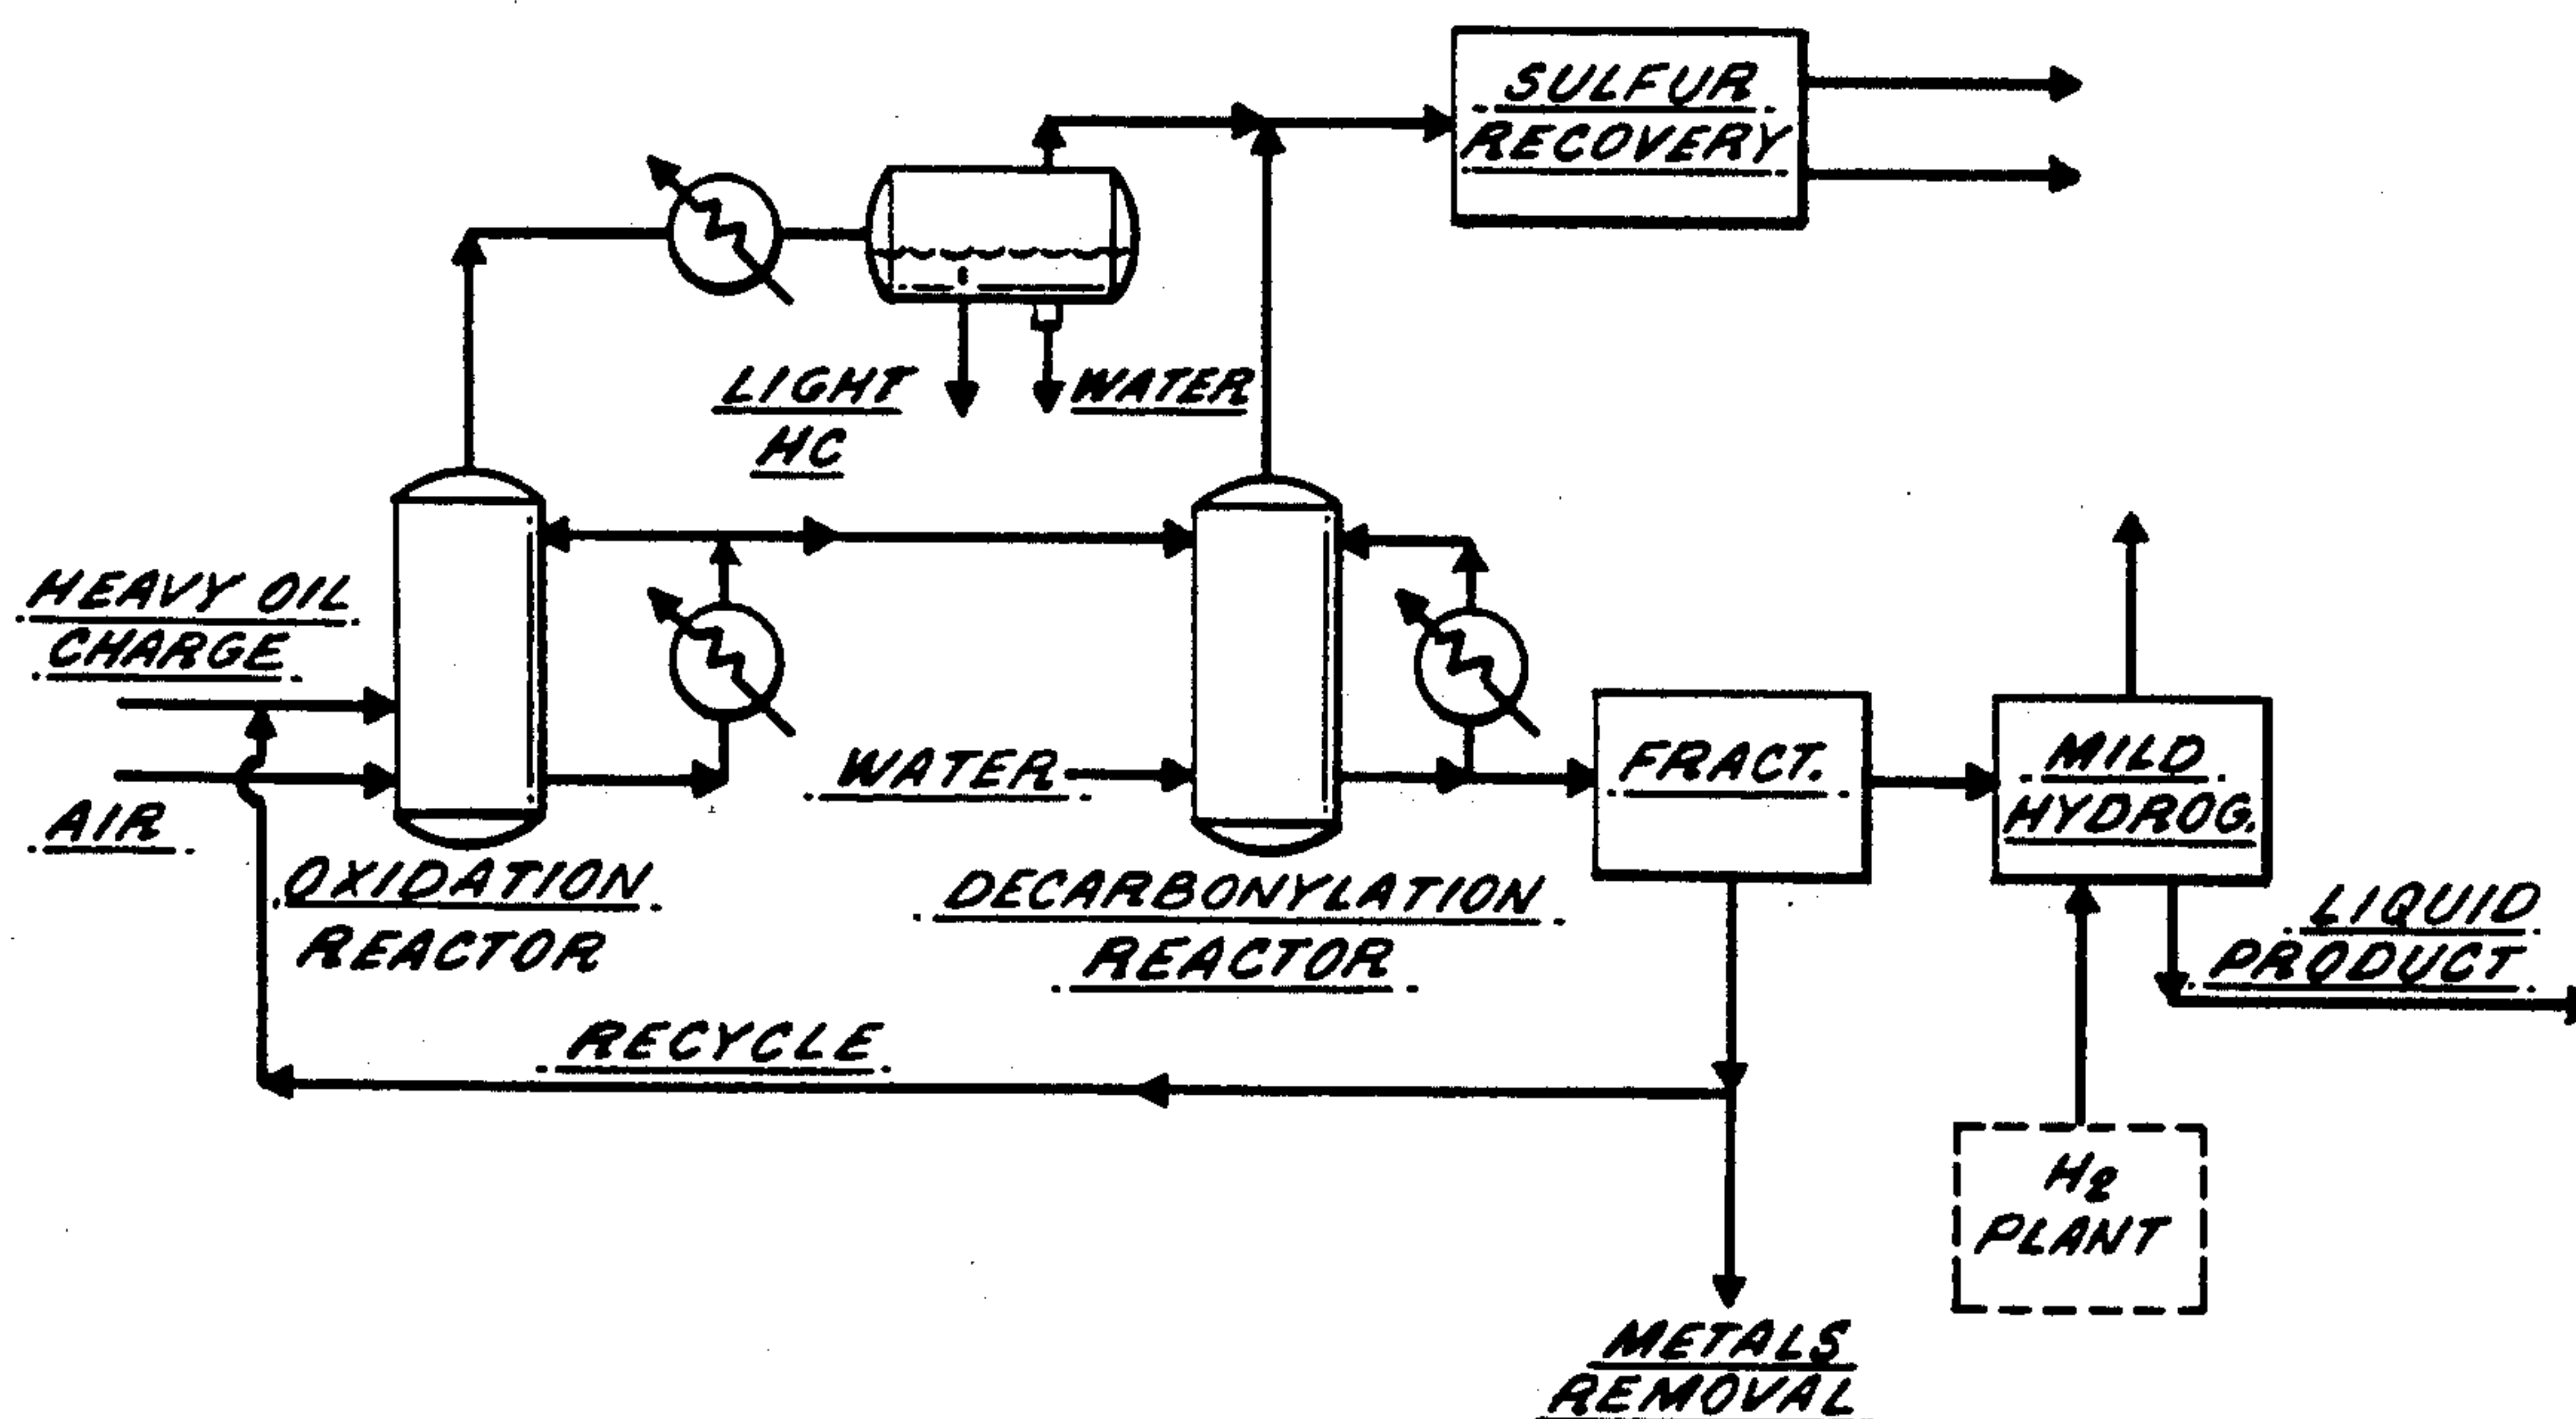 SULFUR
RECOVERY
LIGHT
HC
WATER
HEAVY OIL
CHARGE
AIR
OXIDATION
REACTOR
WATER
DECARBONYLATION
REACTOR
FRACT.
MILD
HYDROG.
LIQUID
PRODUCT
RECYCLE
H2
PLANT
METALS
REMOVAL